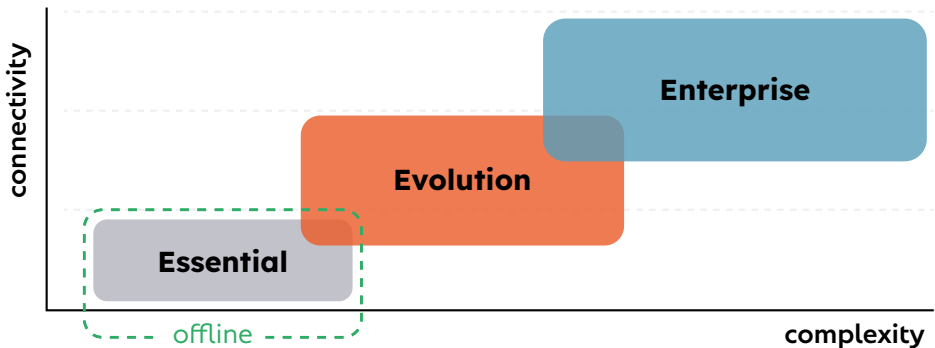 connectivity
Enterprise
Evolution
Essential
offline
complexity